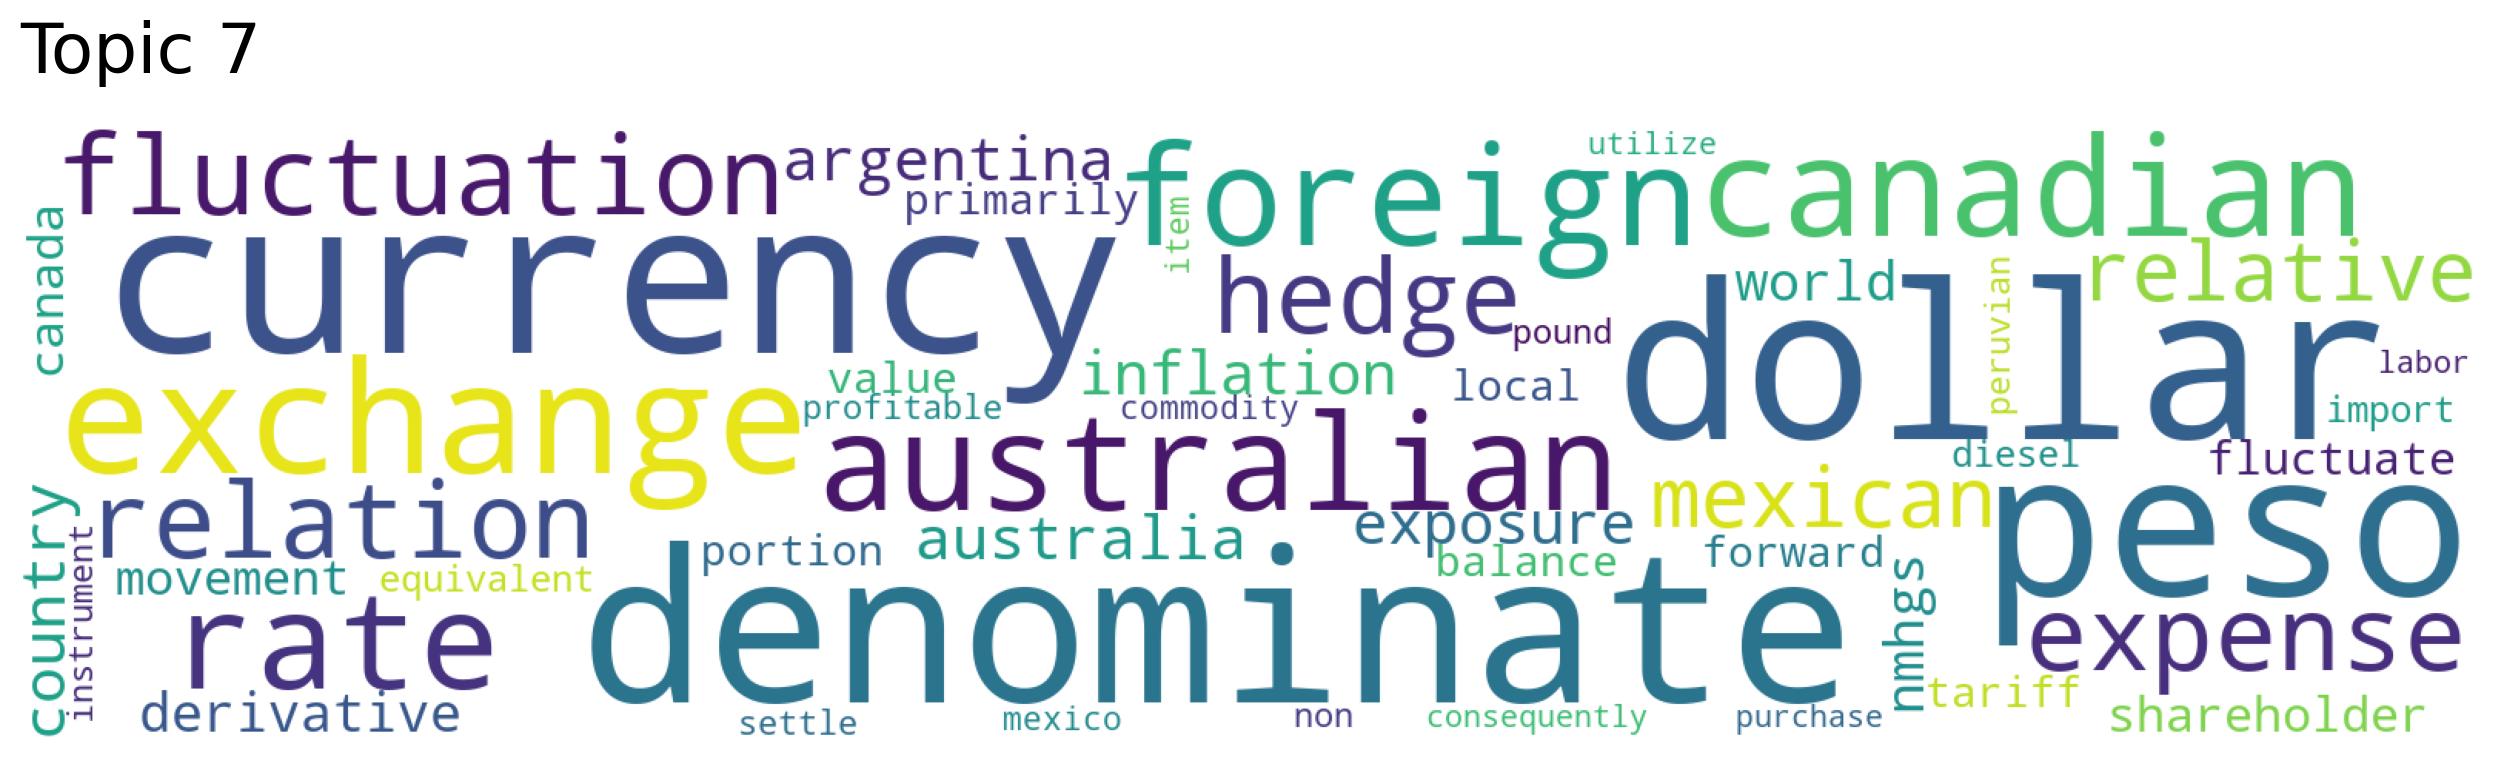 Topic 7
fluctuation
argentina
primarily
foreign
utilize
canadian
canada
currency
item
hedge
pound
world
dollar
peruvian
relative
labor
import
exchange
value
profitable
inflation
commodity
local
australian
diesel
fluctuate
mexican
peso
country
instrument
relation
movement
equivalent
portion
australia
exposure
balance
forward
nmhgs
rate
denominate
expense
derivative
settle
mexico
non
consequently
purchase
tariff
shareholder